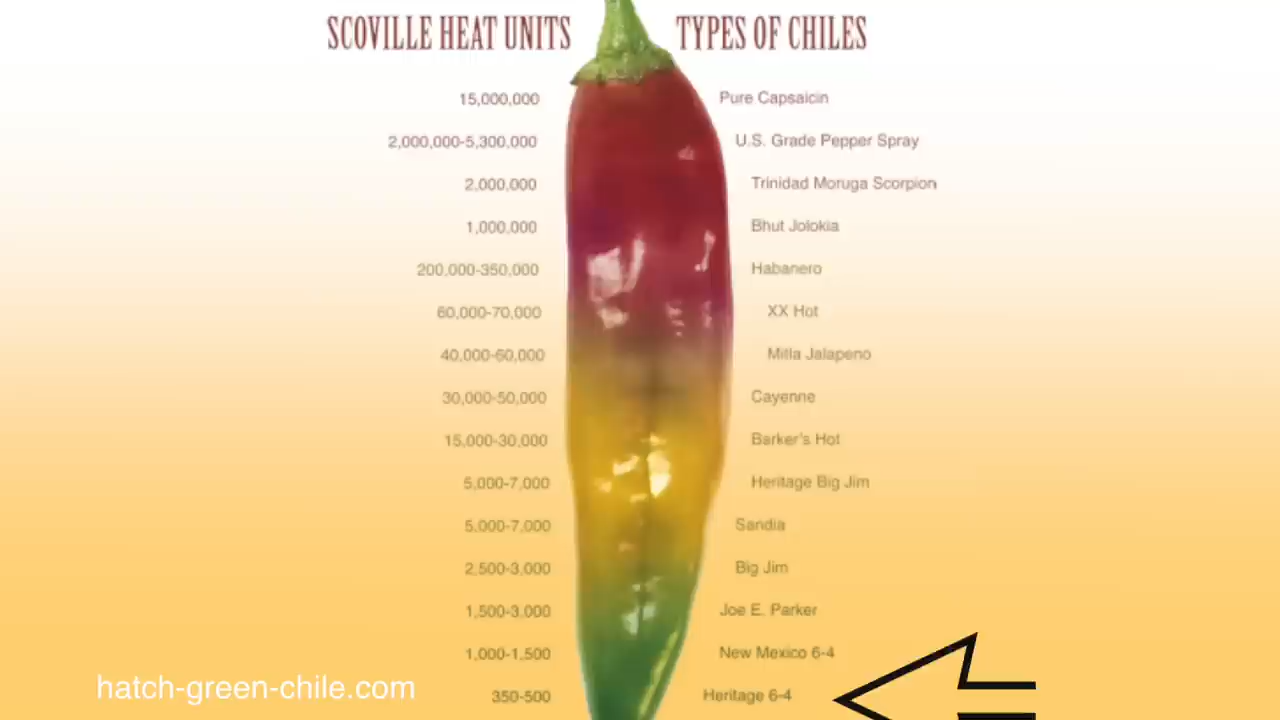 SCOVILLE HEAT UNITS TYPES OF CHILES
15,000,000 Pure Capsaicin
2,000,000-5,300,000 U.S. Grade Pepper Spray
2,000,000 Trinidad Moruga Scorpion
1,000,000 Bhut Jolokia
200,000-350,000 Habanero
60,000-70,000 XX Hot
40,000-60,000 Mitla Jalapeno
30,000-50,000 Cayenne
15,000-30,000 Barker's Hot
5,000-7,000 Heritage Big Jim
5,000-7,000 Sandia
2,500-3,000 Big Jim
1,500-3,000 Joe E. Parker
1,000-1,500 New Mexico 6-4
350-500 Heritage 6-4
hatch-green-chile.com